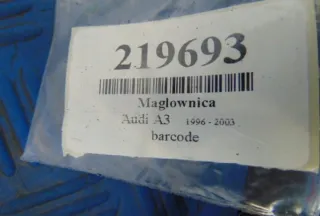 219693
Maglownica
Audi A3 1996 - 2003
barcode